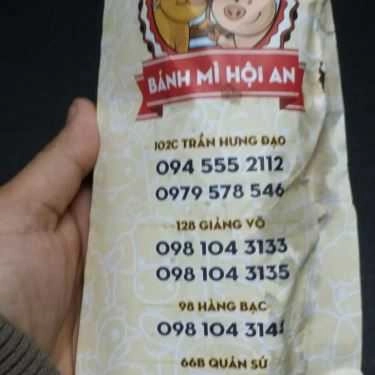 BÁNH MÌ HỘI AN
102C TRẦN HƯNG ĐẠO
094 555 2112
0979 578 546
128 GIẢNG VÕ
098 104 3133
098 104 3135
98 HÀNG BẠC
098 104 3148
66B QUÁN SỨ